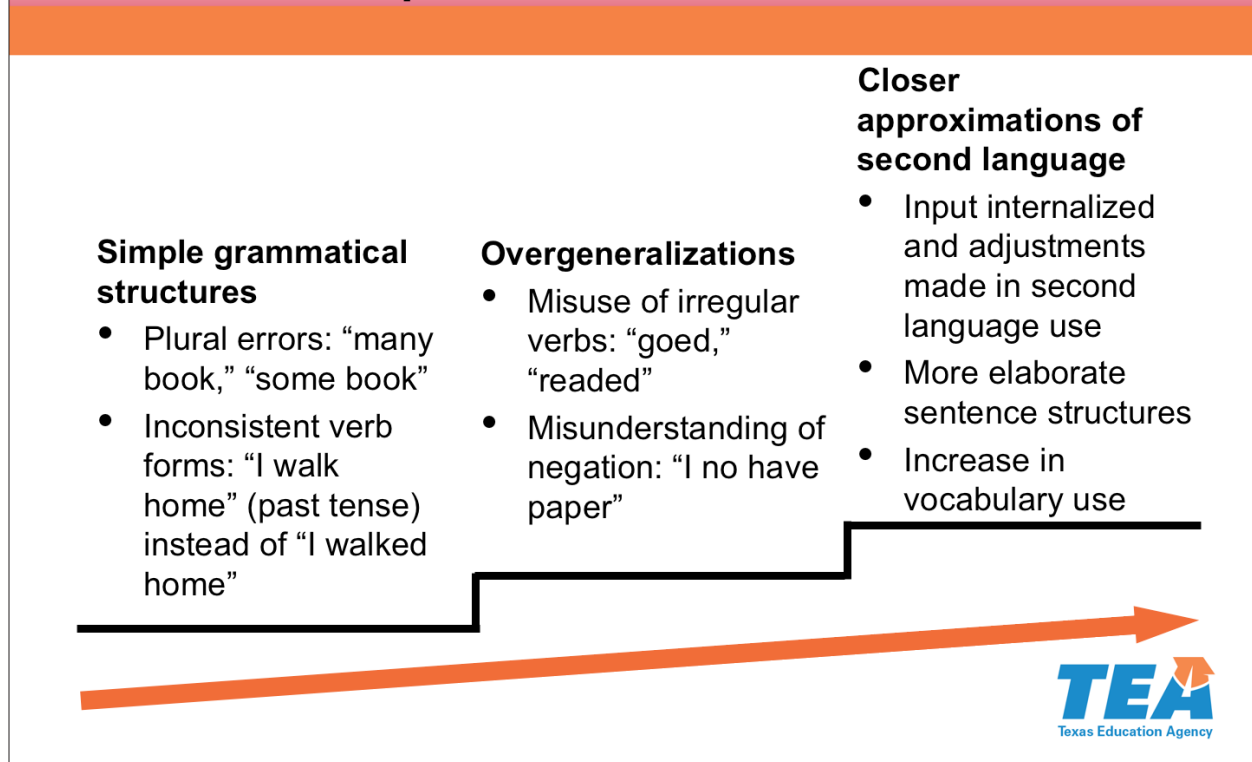 Simple grammatical
structures
• Plural errors: “many
book,” “some book”
• Inconsistent verb
forms: “I walk
home” (past tense)
instead of “I walked
home”
Overgeneralizations
• Misuse of irregular
verbs: “goed,”
“readed”
• Misunderstanding of
negation: “I no have
paper”
Closer
approximations of
second language
• Input internalized
and adjustments
made in second
language use
• More elaborate
sentence structures
• Increase in
vocabulary use
TEA
Texas Education Agency